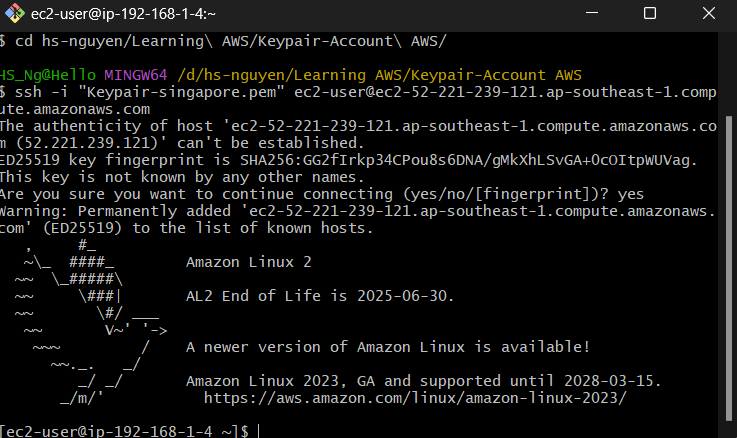 ec2-user@ip-192-168-1-4:~
$ cd hs-nguyen/Learning\ AWS/Keypair-Account\ AWS/
HS_Ng@Hello MINGW64 /d/hs-nguyen/Learning AWS/Keypair-Account AWS
$ ssh -i "Keypair-singapore.pem" ec2-user@ec2-52-221-239-121.ap-southeast-1.comp
ute.amazonaws.com
The authenticity of host 'ec2-52-221-239-121.ap-southeast-1.compute.amazonaws.co
m (52.221.239.121)' can't be established.
ED25519 key fingerprint is SHA256:GG2fIrkp34CPou8s6DNA/gMkXhLSvGA+0cOItpWUVag.
This key is not known by any other names.
Are you sure you want to continue connecting (yes/no/[fingerprint])? yes
Warning: Permanently added 'ec2-52-221-239-121.ap-southeast-1.compute.amazonaws.
com' (ED25519) to the list of known hosts.
   ,     #_
   ~\_  ####_        Amazon Linux 2
  ~~  \_#####\
  ~~     \###|       AL2 End of Life is 2025-06-30.
  ~~       \#/ ___
   ~~       V~' '->
    ~~~         /    A newer version of Amazon Linux is available!
      ~~._.   _/
         _/ _/       Amazon Linux 2023, GA and supported until 2028-03-15.
       _/m/'           https://aws.amazon.com/linux/amazon-linux-2023/
[ec2-user@ip-192-168-1-4 ~]$